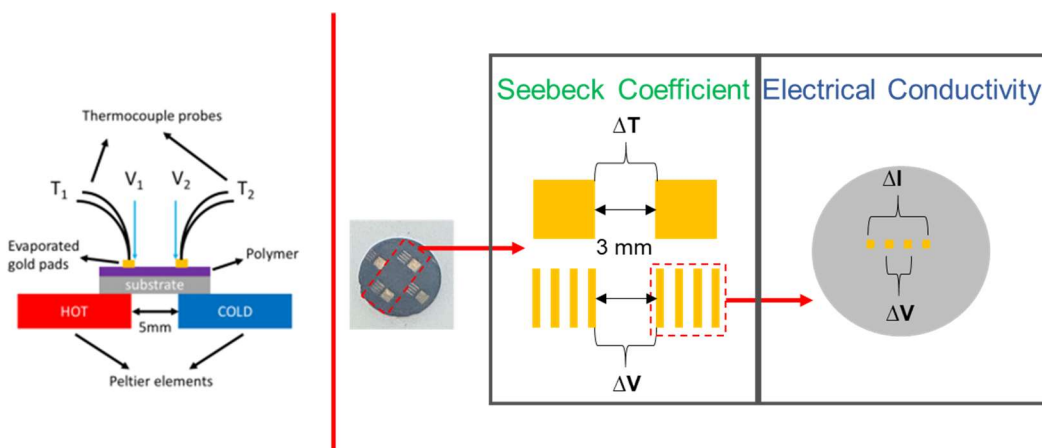 Thermocouple probes
T1
V1
V2
T2
Evaporated
gold pads
Polymer
substrate
HOT
COLD
5mm
Peltier elements
Seebeck Coefficient
ΔT
3 mm
ΔV
Electrical Conductivity
ΔI
ΔV